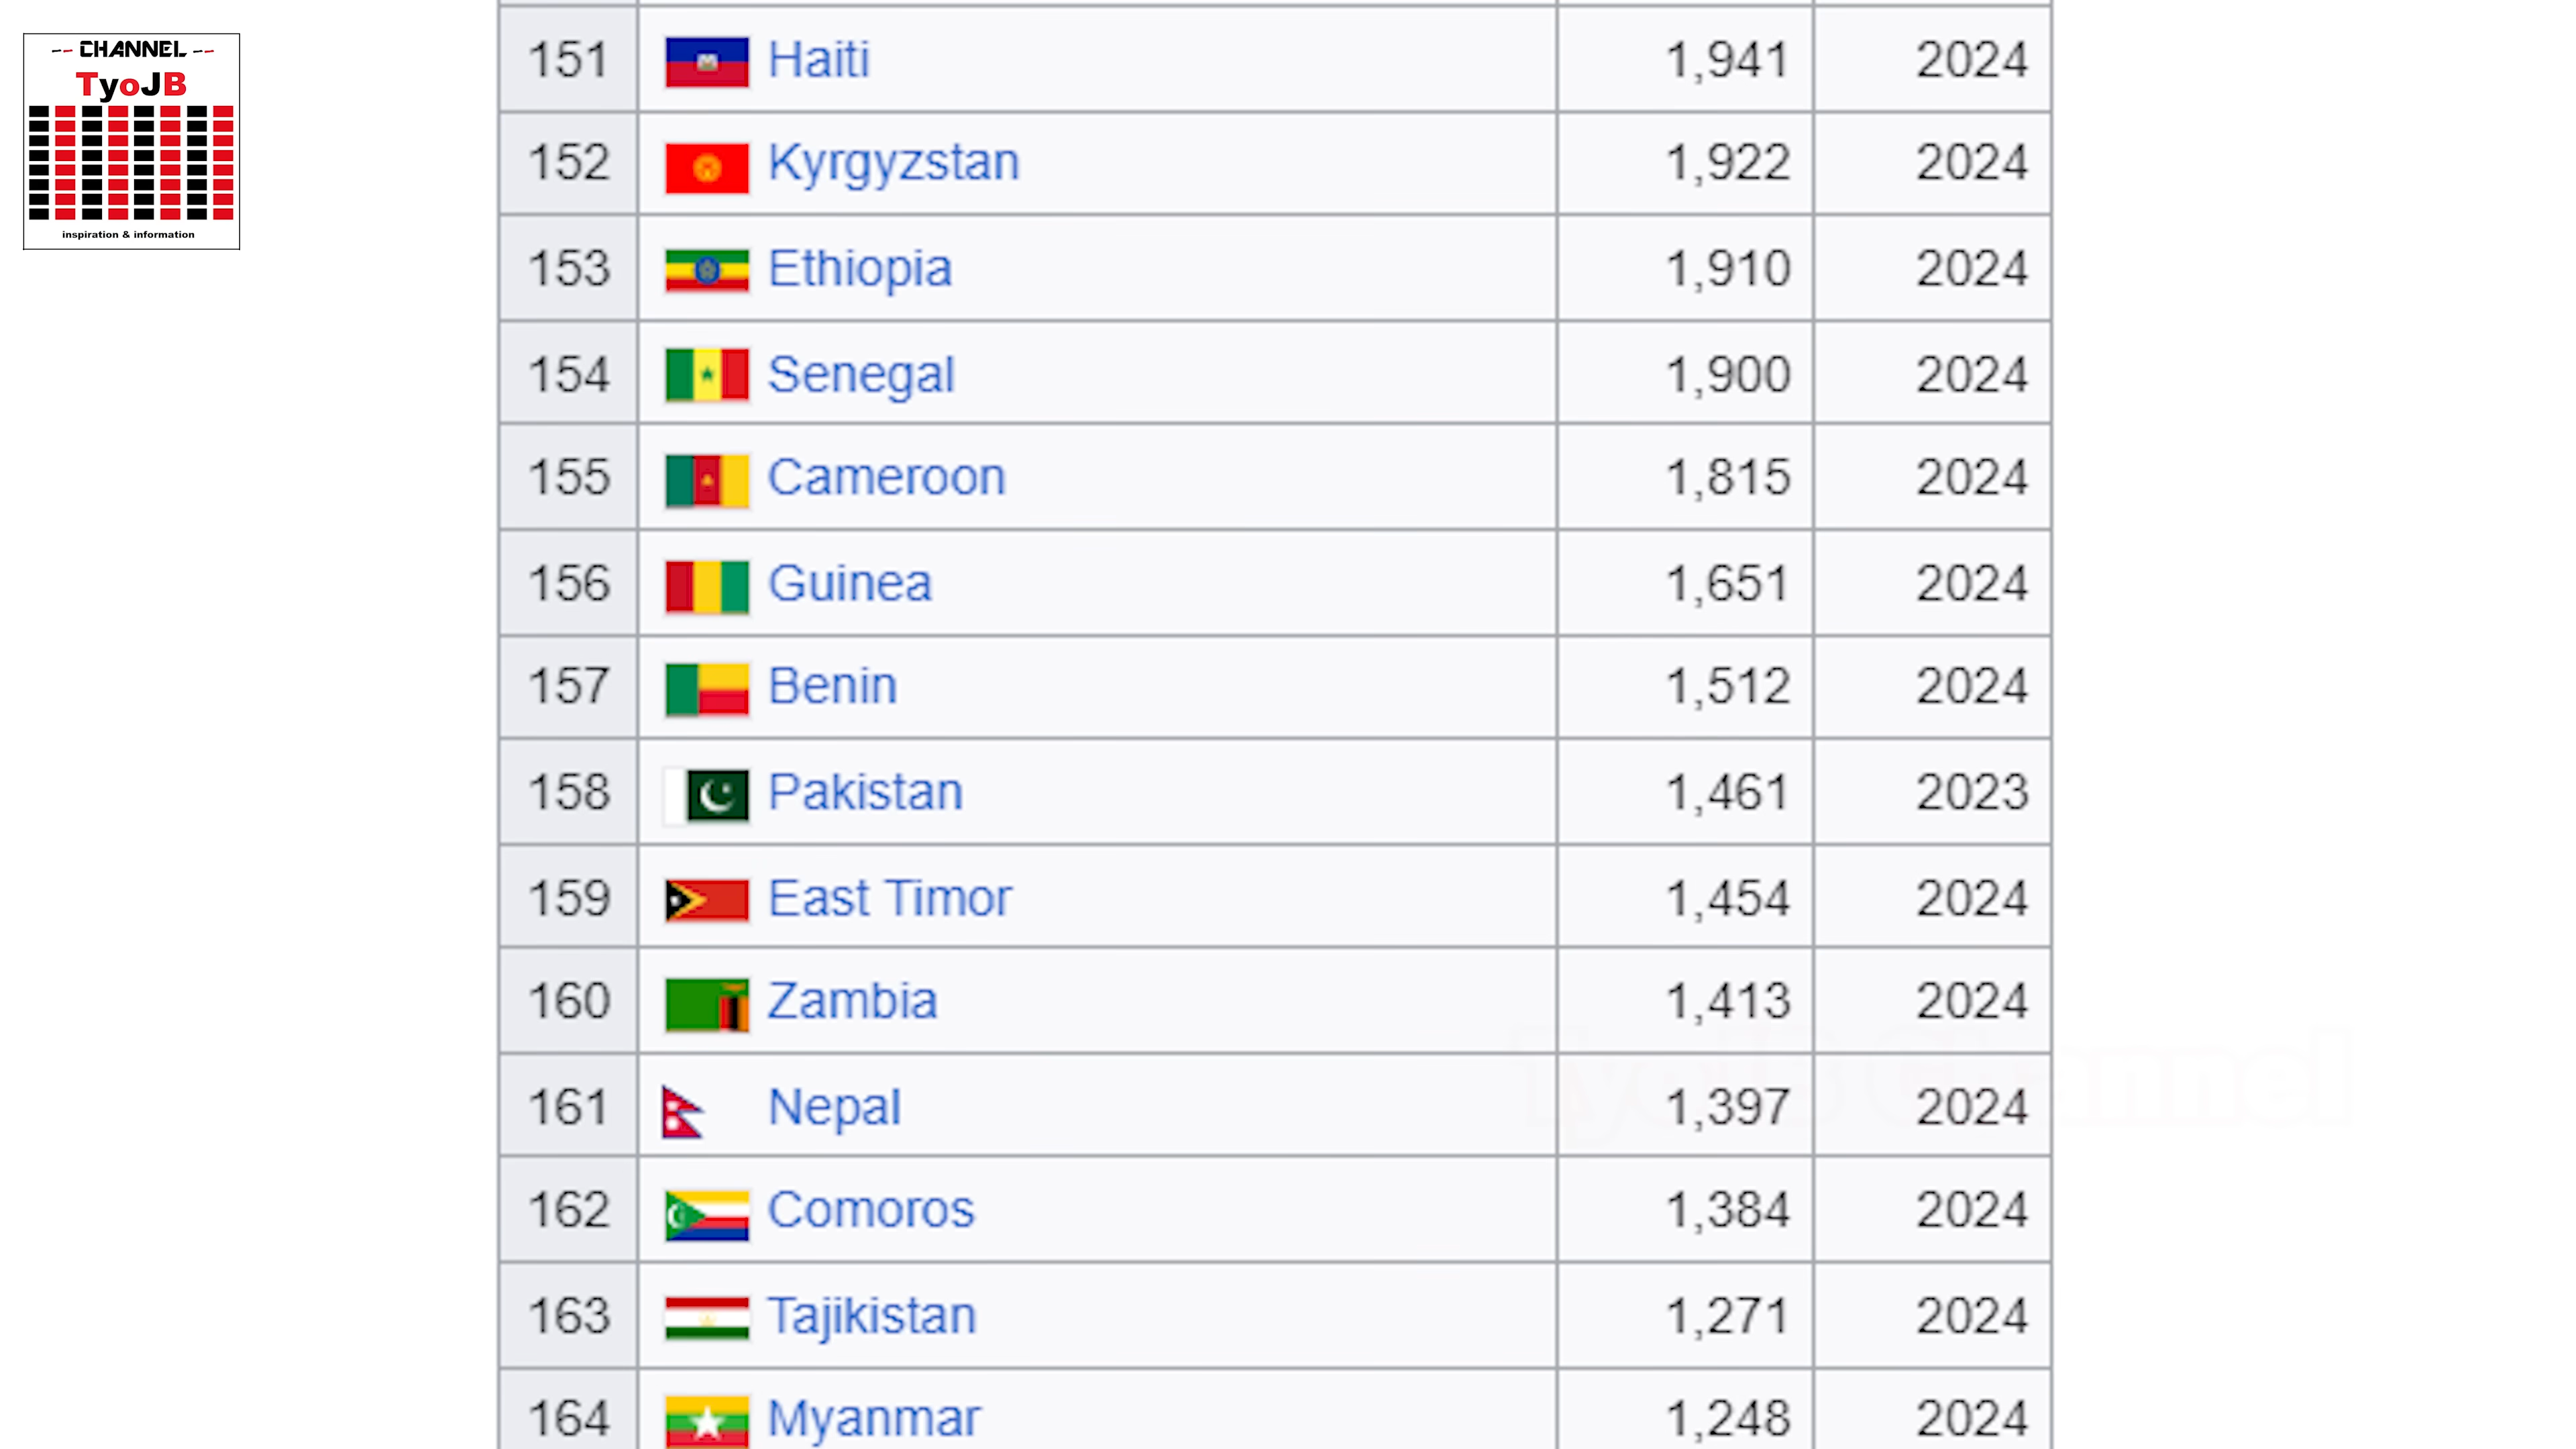 -- CHANNEL --
TyoJB
inspiration & information
151 Haiti 1,941 2024
152 Kyrgyzstan 1,922 2024
153 Ethiopia 1,910 2024
154 Senegal 1,900 2024
155 Cameroon 1,815 2024
156 Guinea 1,651 2024
157 Benin 1,512 2024
158 Pakistan 1,461 2023
159 East Timor 1,454 2024
160 Zambia 1,413 2024
161 Nepal 1,397 2024
162 Comoros 1,384 2024
163 Tajikistan 1,271 2024
164 Myanmar 1,248 2024